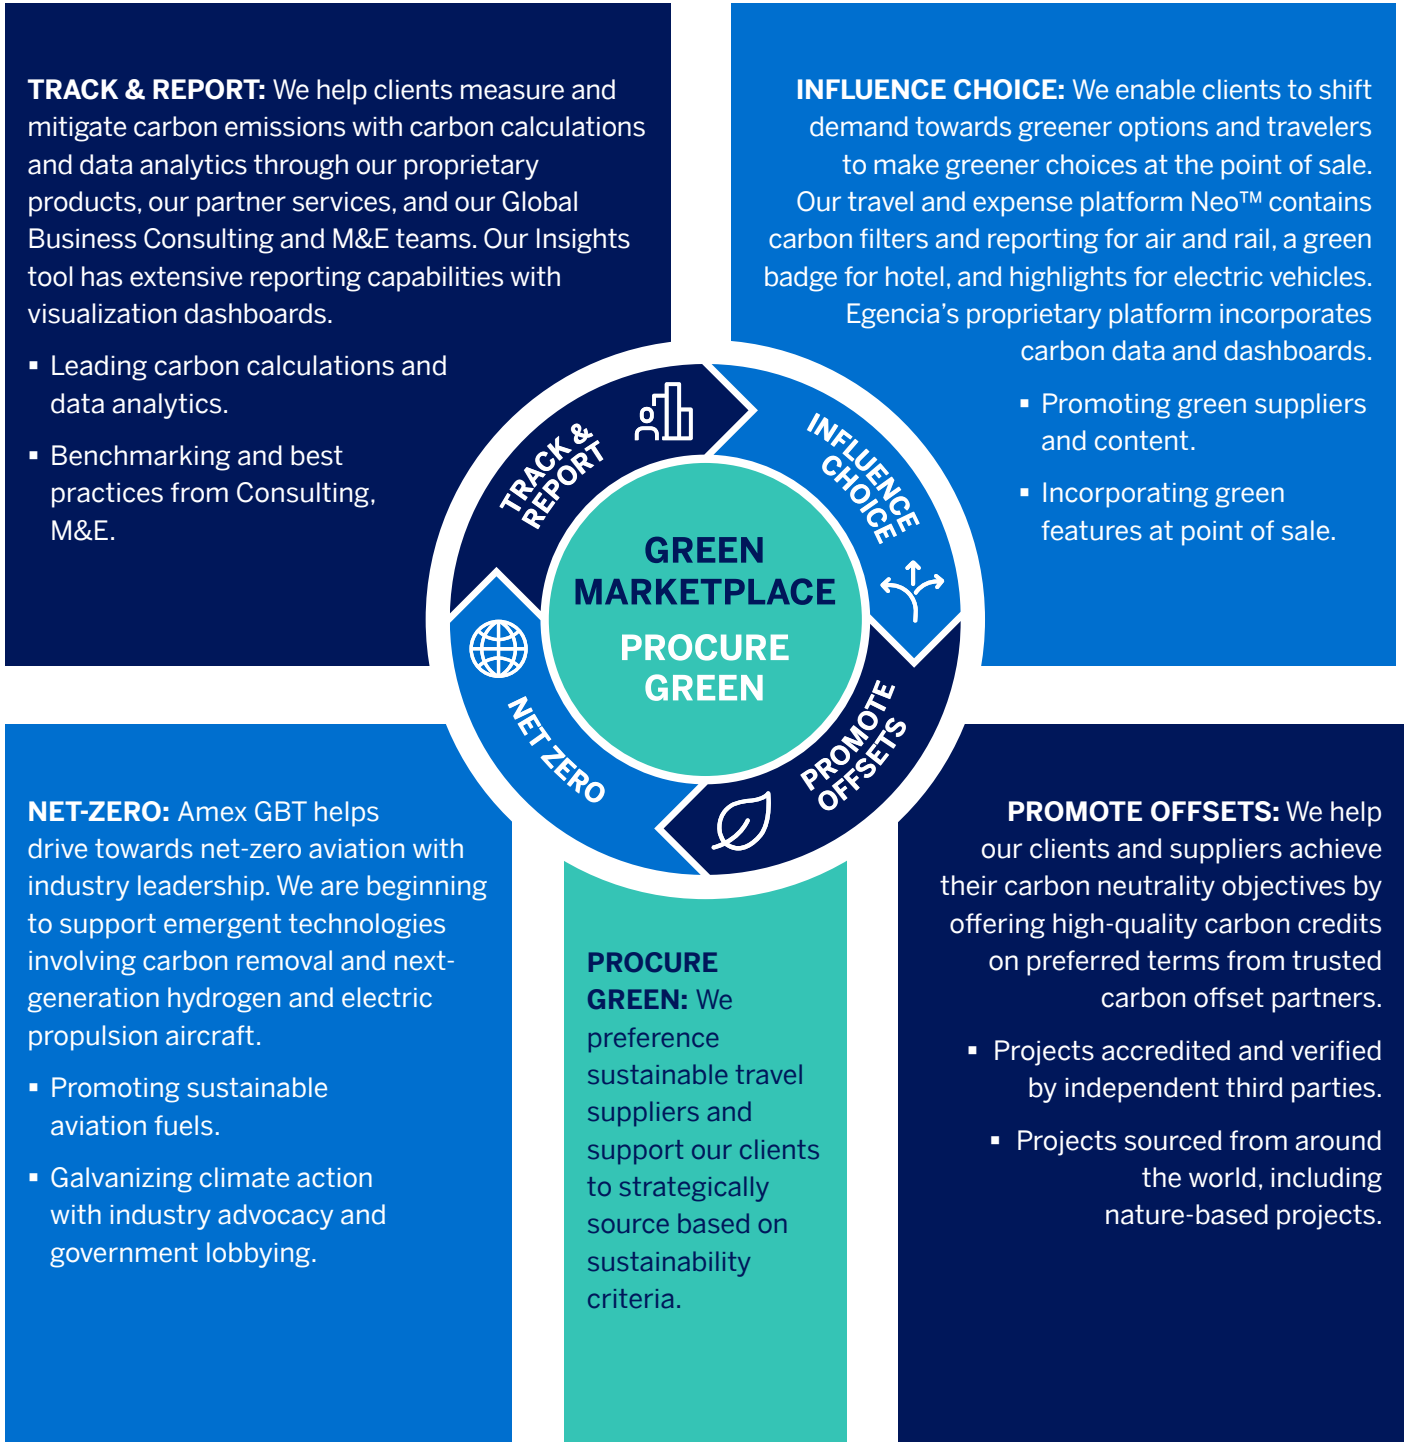 TRACK & REPORT: We help clients measure and
mitigate carbon emissions with carbon calculations
and data analytics through our proprietary
products, our partner services, and our Global
Business Consulting and M&E teams. Our Insights
tool has extensive reporting capabilities with
visualization dashboards.
▪ Leading carbon calculations and
data analytics.
▪ Benchmarking and best
practices from Consulting,
M&E.
INFLUENCE CHOICE: We enable clients to shift
demand towards greener options and travelers
to make greener choices at the point of sale.
Our travel and expense platform Neo™ contains
carbon filters and reporting for air and rail, a green
badge for hotel, and highlights for electric vehicles.
Egencia’s proprietary platform incorporates
carbon data and dashboards.
▪ Promoting green suppliers
and content.
▪ Incorporating green
features at point of sale.
TRACK &
REPORT
INFLUENCE
CHOICE
GREEN
MARKETPLACE
PROCURE
GREEN
NET ZERO
PROMOTE
OFFSETS
NET-ZERO: Amex GBT helps
drive towards net-zero aviation with
industry leadership. We are beginning
to support emergent technologies
involving carbon removal and next-
generation hydrogen and electric
propulsion aircraft.
▪ Promoting sustainable
aviation fuels.
▪ Galvanizing climate action
with industry advocacy and
government lobbying.
PROCURE
GREEN: We
preference
sustainable travel
suppliers and
support our clients
to strategically
source based on
sustainability
criteria.
PROMOTE OFFSETS: We help
our clients and suppliers achieve
their carbon neutrality objectives by
offering high-quality carbon credits
on preferred terms from trusted
carbon offset partners.
▪ Projects accredited and verified
by independent third parties.
▪ Projects sourced from around
the world, including
nature-based projects.